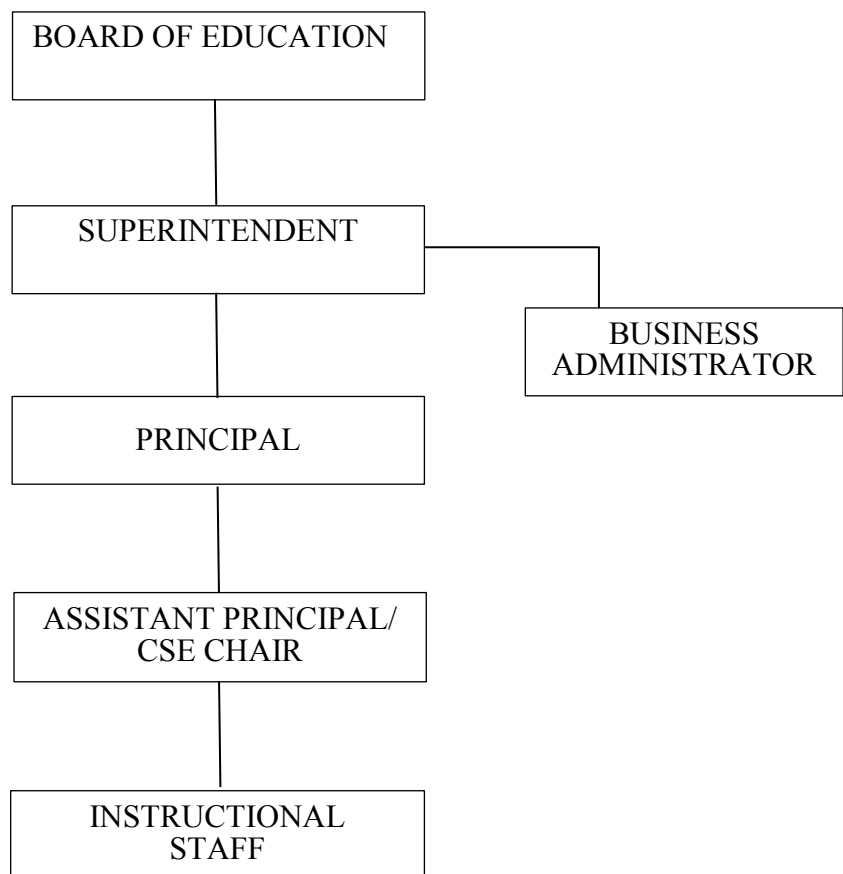 BOARD OF EDUCATION
SUPERINTENDENT
BUSINESS
ADMINISTRATOR
PRINCIPAL
ASSISTANT PRINCIPAL/
CSE CHAIR
INSTRUCTIONAL
STAFF